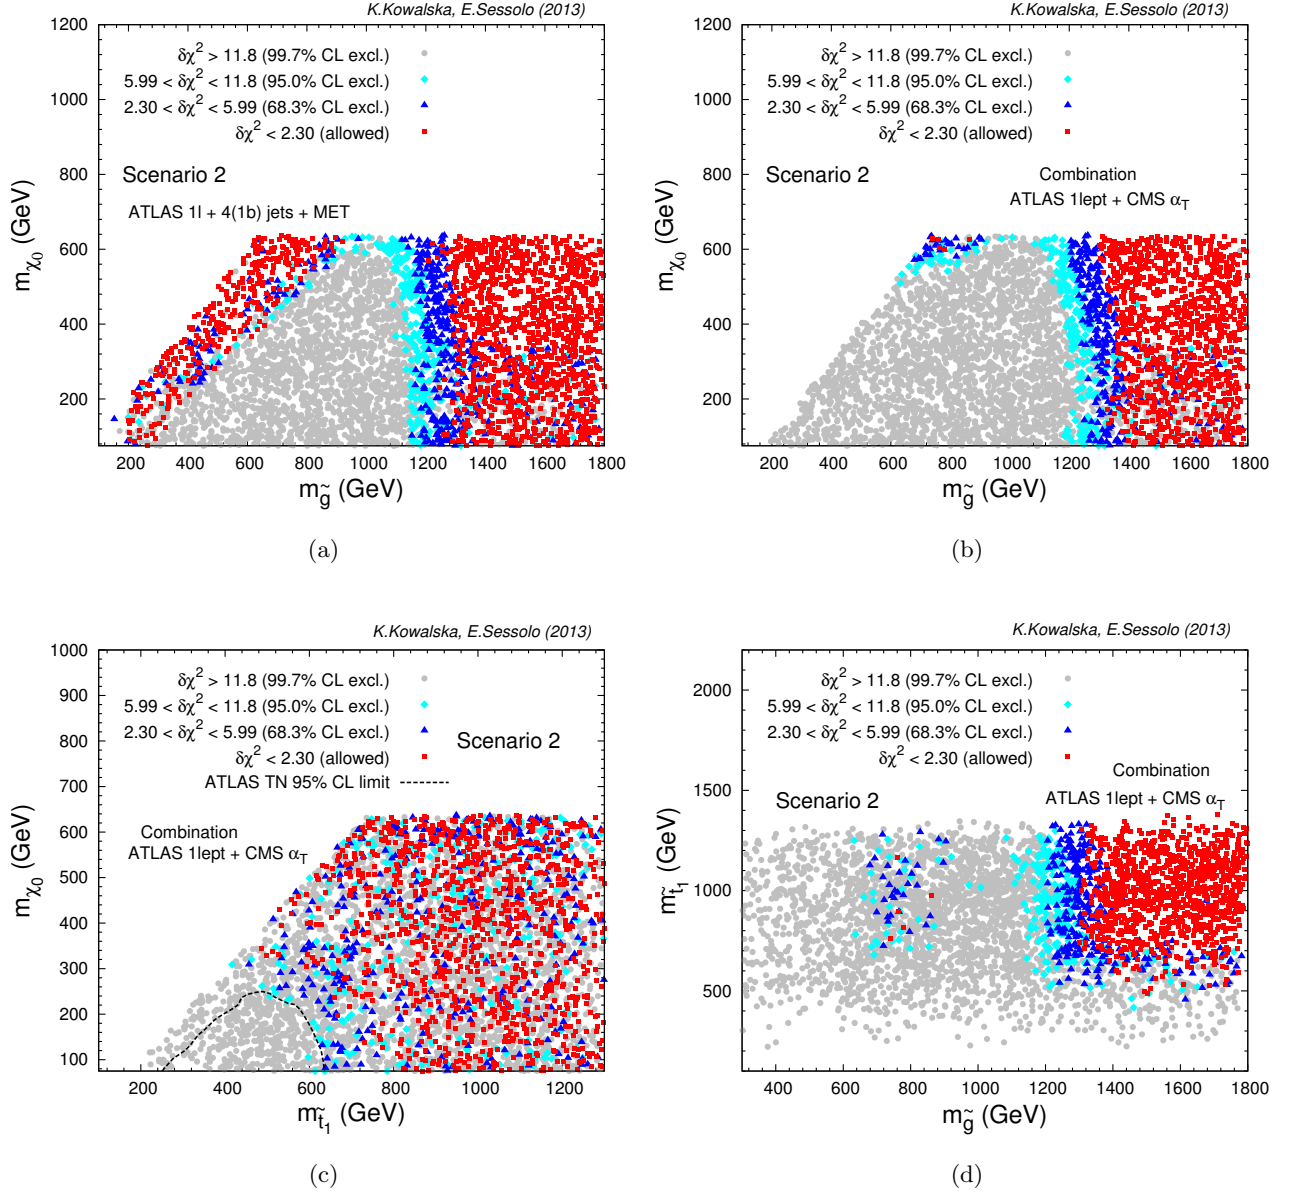 K.Kowalska, E.Sessolo (2013)
1200
1000
800
600
400
200
δχ² > 11.8 (99.7% CL excl.)
5.99 < δχ² < 11.8 (95.0% CL excl.)
2.30 < δχ² < 5.99 (68.3% CL excl.)
δχ² < 2.30 (allowed)
Scenario 2
ATLAS 1l + 4(1b) jets + MET
m_χ₀ (GeV)
200 400 600 800 1000 1200 1400 1600 1800
m_g̃ (GeV)
(a)
K.Kowalska, E.Sessolo (2013)
1200
1000
800
600
400
200
δχ² > 11.8 (99.7% CL excl.)
5.99 < δχ² < 11.8 (95.0% CL excl.)
2.30 < δχ² < 5.99 (68.3% CL excl.)
δχ² < 2.30 (allowed)
Scenario 2
Combination
ATLAS 1lept + CMS α_T
m_χ₀ (GeV)
200 400 600 800 1000 1200 1400 1600 1800
m_g̃ (GeV)
(b)
K.Kowalska, E.Sessolo (2013)
1000
900
800
700
600
500
400
300
200
100
δχ² > 11.8 (99.7% CL excl.)
5.99 < δχ² < 11.8 (95.0% CL excl.)
2.30 < δχ² < 5.99 (68.3% CL excl.)
δχ² < 2.30 (allowed)
ATLAS TN 95% CL limit
Scenario 2
Combination
ATLAS 1lept + CMS α_T
m_χ₀ (GeV)
200 400 600 800 1000 1200
m_t̃₁ (GeV)
(c)
K.Kowalska, E.Sessolo (2013)
2000
1500
1000
500
δχ² > 11.8 (99.7% CL excl.)
5.99 < δχ² < 11.8 (95.0% CL excl.)
2.30 < δχ² < 5.99 (68.3% CL excl.)
δχ² < 2.30 (allowed)
Scenario 2
Combination
ATLAS 1lept + CMS α_T
m_t̃₁ (GeV)
400 600 800 1000 1200 1400 1600 1800
m_g̃ (GeV)
(d)